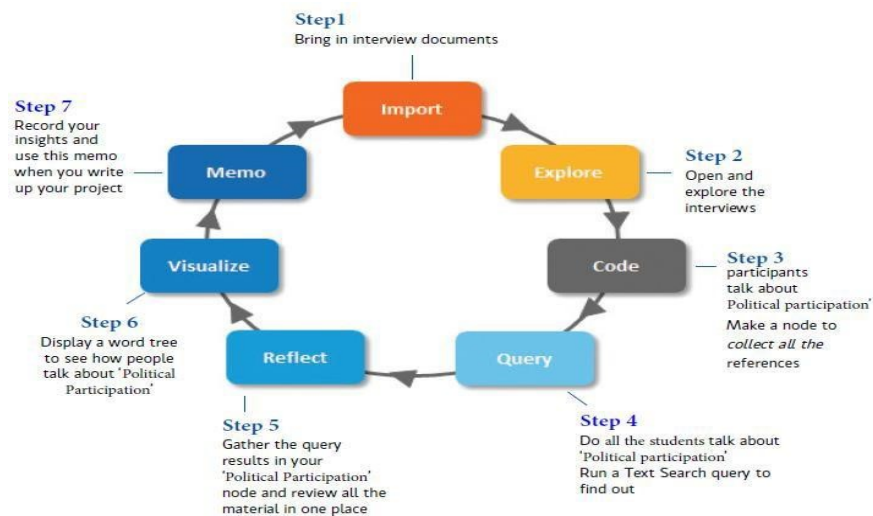 Step1
Bring in interview documents
Import
Step 2
Open and
explore the
interviews
Explore
Step 3
participants
talk about
Political participation'
Make a node to
collect all the
references
Code
Step 4
Do all the students talk about
'Political participation'
Run a Text Search query to
find out
Query
Step 5
Gather the query
results in your
'Political Participation'
node and review all the
material in one place
Reflect
Step 6
Display a word tree
to see how people
talk about 'Political
Participation'
Visualize
Step 7
Record your
insights and
use this memo
when you write
up your project
Memo